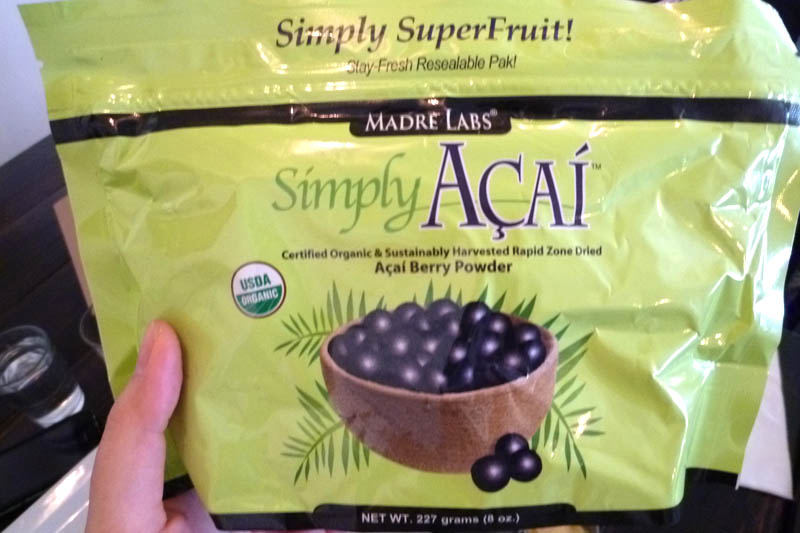 Simply SuperFruit!
Stay-Fresh Resealable Pak!
MADRE LABS®
Simply AÇAÍ™
Certified Organic & Sustainably Harvested Rapid Zone Dried
Açaí Berry Powder
USDA
ORGANIC
NET WT. 227 grams (8 oz.)